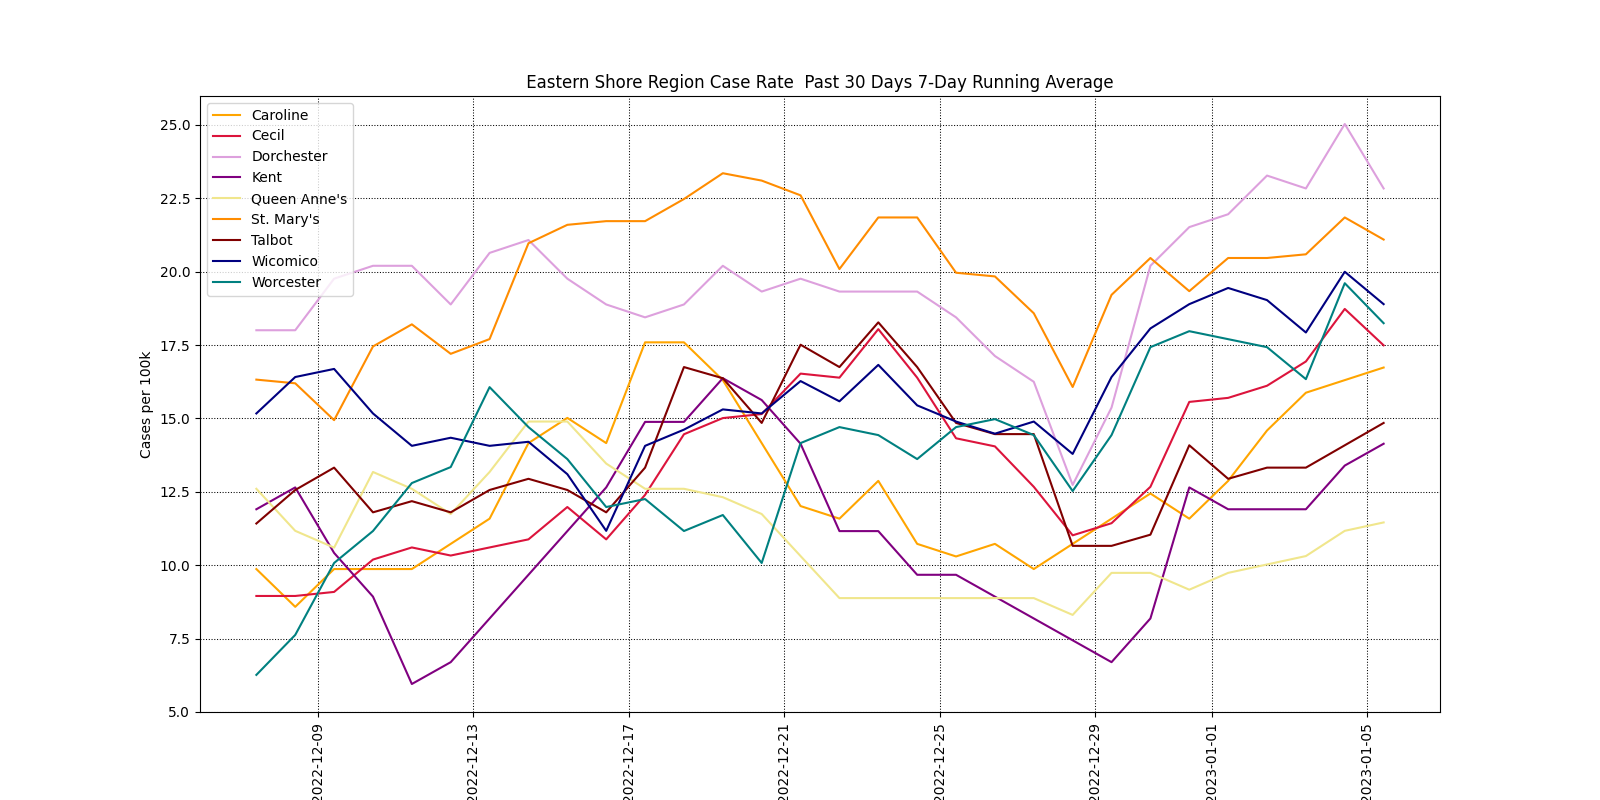 Eastern Shore Region Case Rate  Past 30 Days 7-Day Running Average
Cases per 100k
25.0
22.5
20.0
17.5
15.0
12.5
10.0
7.5
5.0
Caroline
Cecil
Dorchester
Kent
Queen Anne's
St. Mary's
Talbot
Wicomico
Worcester
2022-12-09
2022-12-13
2022-12-17
2022-12-21
2022-12-25
2022-12-29
2023-01-01
2023-01-05